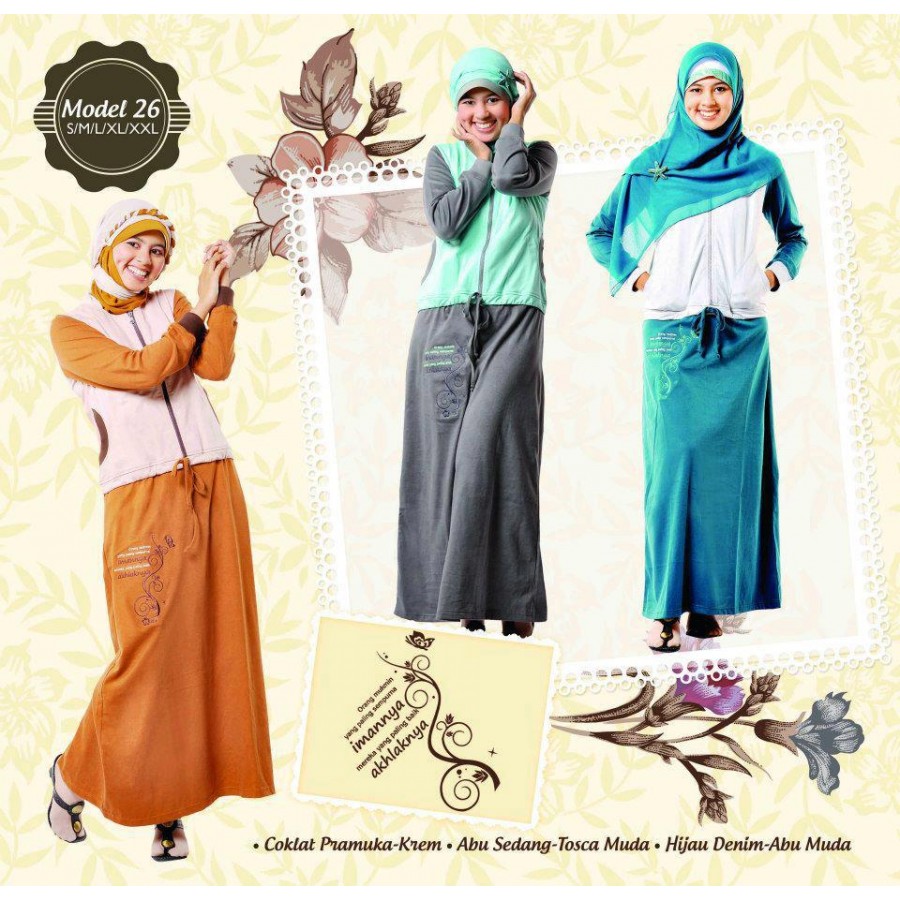 Model 26
S/M/L/XL/XXL
Orang mukmin
yang paling sempurna
imannya
mereka yang paling baik
akhlaknya
• Coklat Pramuka-Krem • Abu Sedang-Tosca Muda • Hijau Denim-Abu Muda